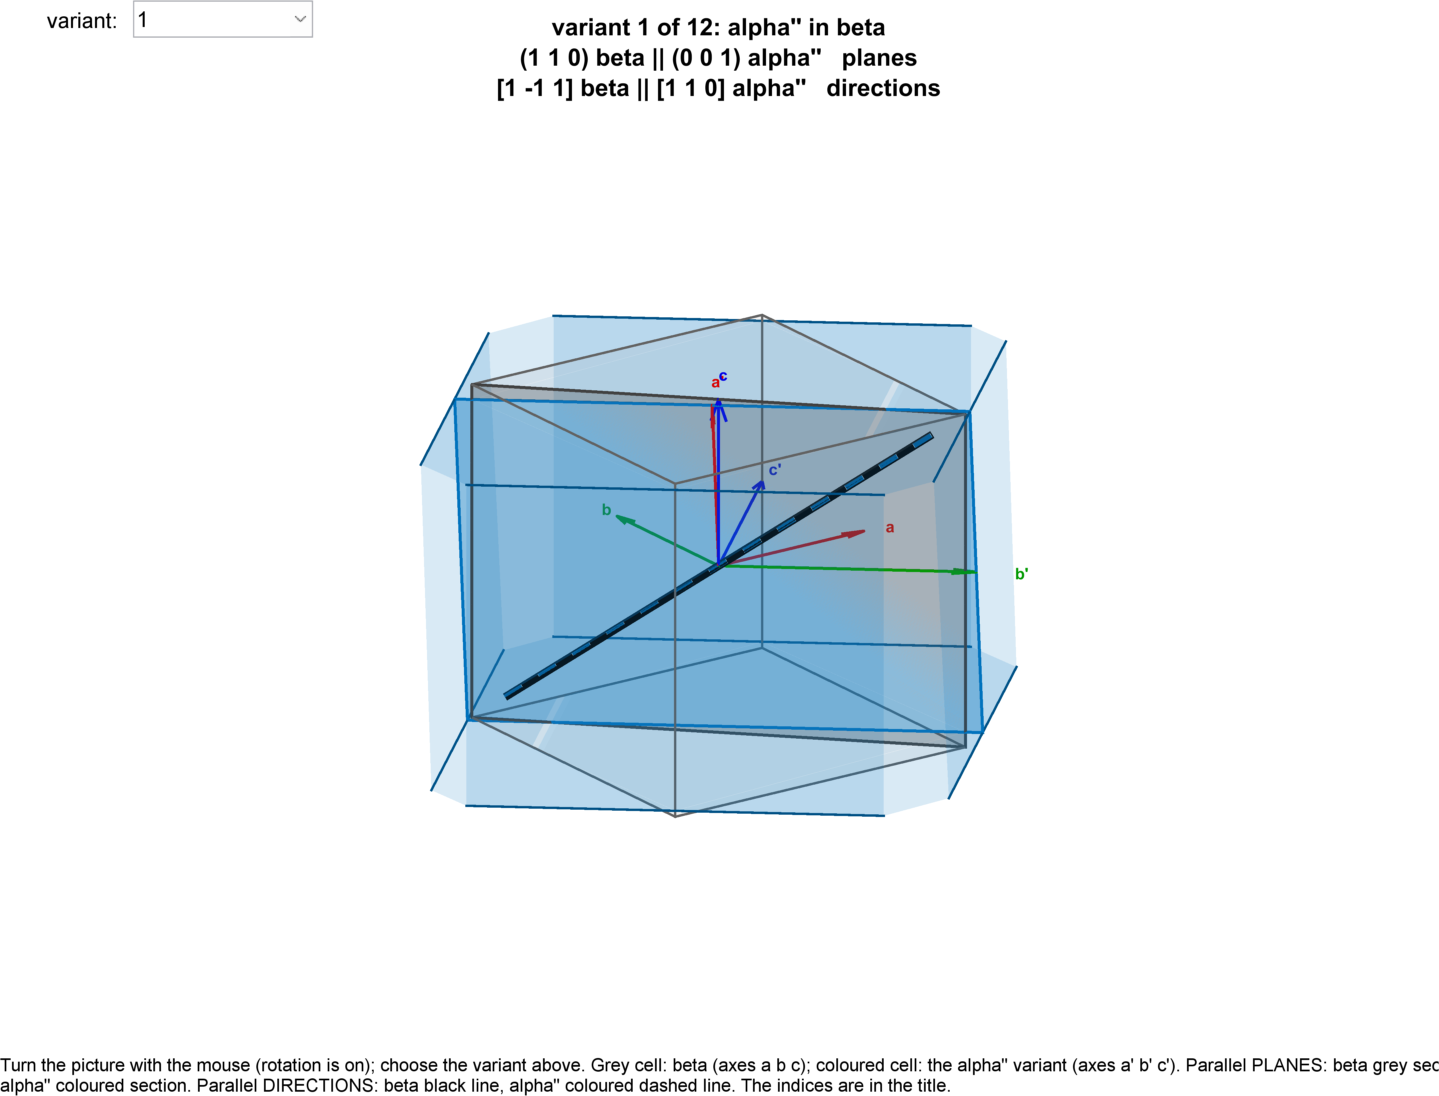 variant: 1
variant 1 of 12: alpha" in beta
(1 1 0) beta || (0 0 1) alpha" planes
[1 -1 1] beta || [1 1 0] alpha" directions
a' c
c'
b
a
b'
Turn the picture with the mouse (rotation is on); choose the variant above. Grey cell: beta (axes a b c); coloured cell: the alpha" variant (axes a' b' c'). Parallel PLANES: beta grey sec
alpha" coloured section. Parallel DIRECTIONS: beta black line, alpha" coloured dashed line. The indices are in the title.